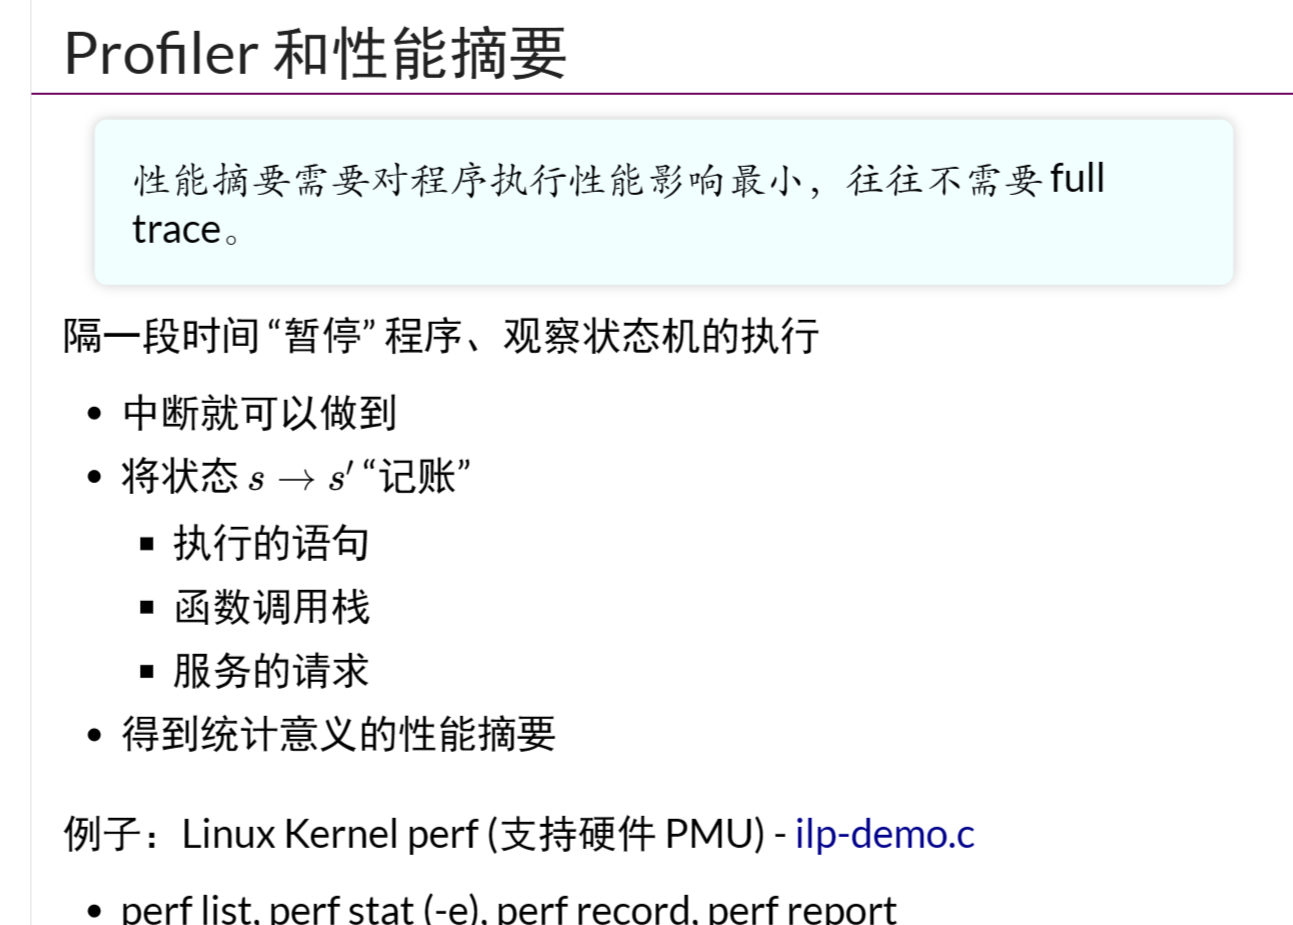 Profiler 和性能摘要
性能摘要需要对程序执行性能影响最小，往往不需要 full
trace。
隔一段时间 “暂停” 程序、观察状态机的执行
• 中断就可以做到
• 将状态 s → s′ “记账”
▪ 执行的语句
▪ 函数调用栈
▪ 服务的请求
• 得到统计意义的性能摘要
例子：Linux Kernel perf (支持硬件 PMU) - ilp-demo.c
• perf list, perf stat (-e), perf record, perf report